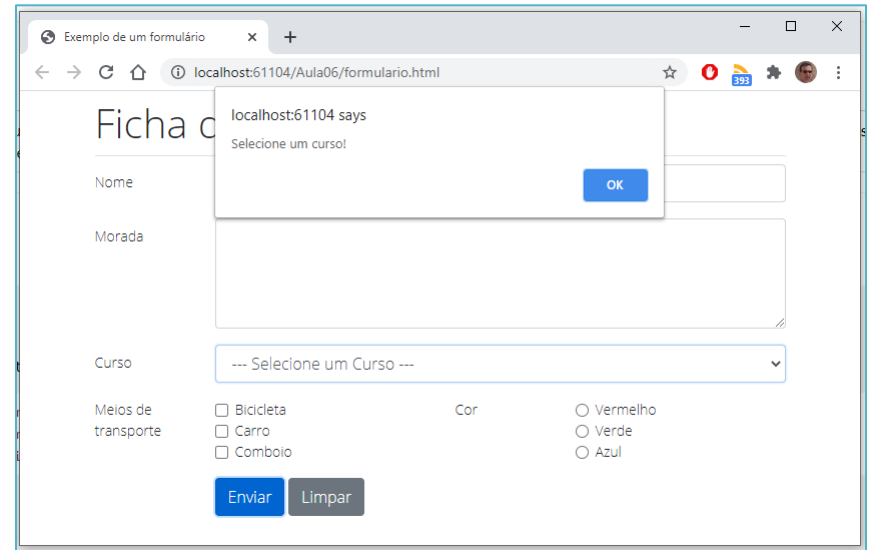 Exemplo de um formulário
localhost:61104/Aula06/formulario.html
393
localhost:61104 says
Selecione um curso!
OK
Ficha
Nome
Morada
Curso
--- Selecione um Curso ---
Meios de
transporte
Bicicleta
Carro
Comboio
Cor
Vermelho
Verde
Azul
Enviar
Limpar